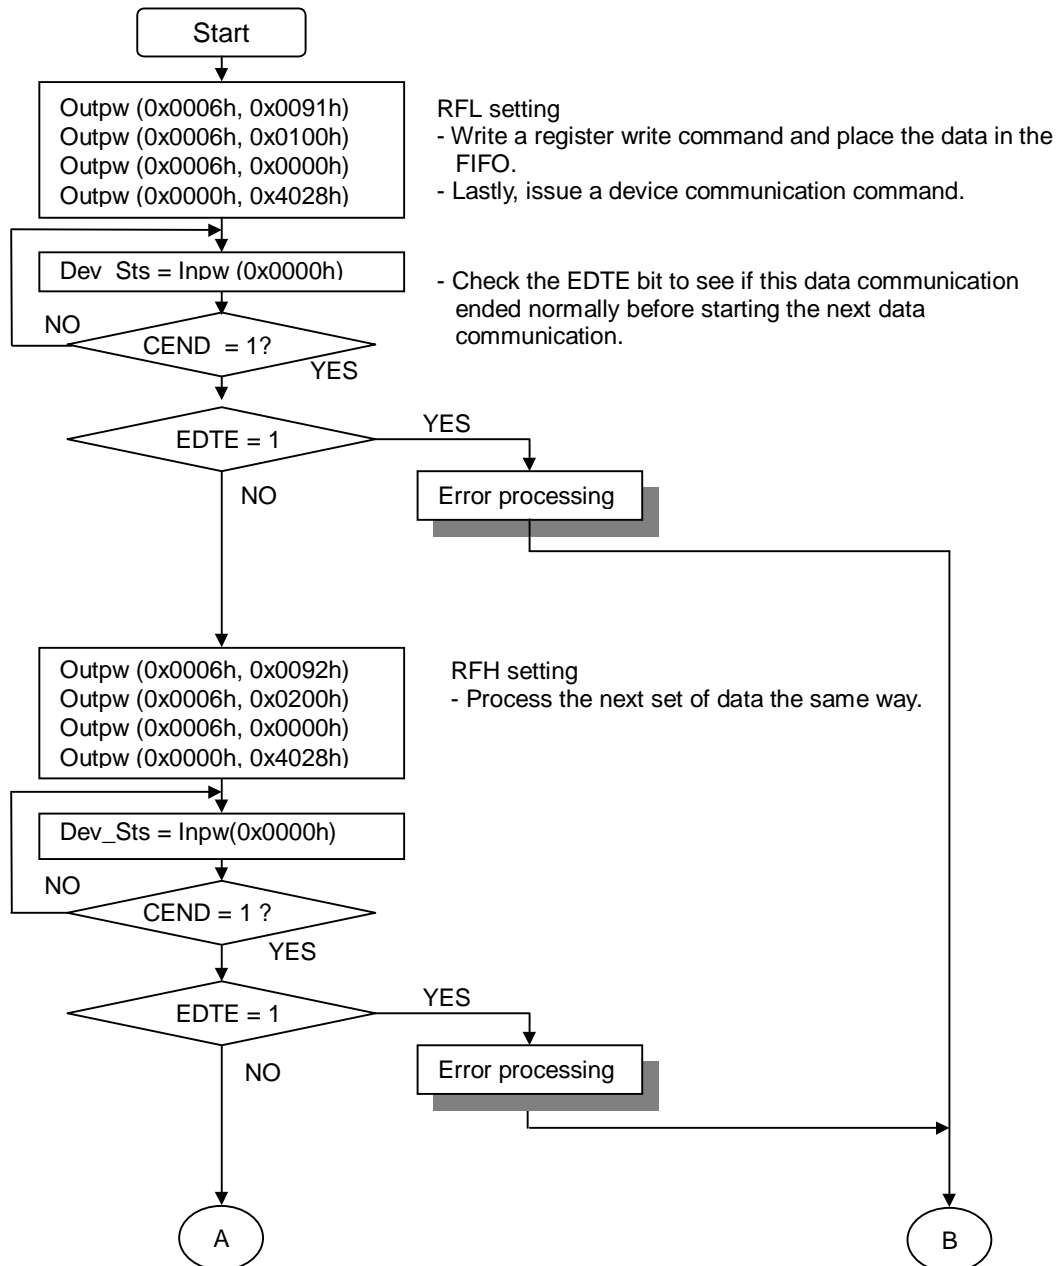 Start
Outpw (0x0006h, 0x0091h)
Outpw (0x0006h, 0x0100h)
Outpw (0x0006h, 0x0000h)
Outpw (0x0000h, 0x4028h)
RFL setting
- Write a register write command and place the data in the
FIFO.
- Lastly, issue a device communication command.
Dev_Sts = Inpw (0x0000h)
- Check the EDTE bit to see if this data communication
ended normally before starting the next data
communication.
NO
CEND = 1?
YES
EDTE = 1
YES
NO
Error processing
Outpw (0x0006h, 0x0092h)
Outpw (0x0006h, 0x0200h)
Outpw (0x0006h, 0x0000h)
Outpw (0x0000h, 0x4028h)
RFH setting
- Process the next set of data the same way.
Dev_Sts = Inpw(0x0000h)
NO
CEND = 1 ?
YES
EDTE = 1
YES
NO
Error processing
A
B